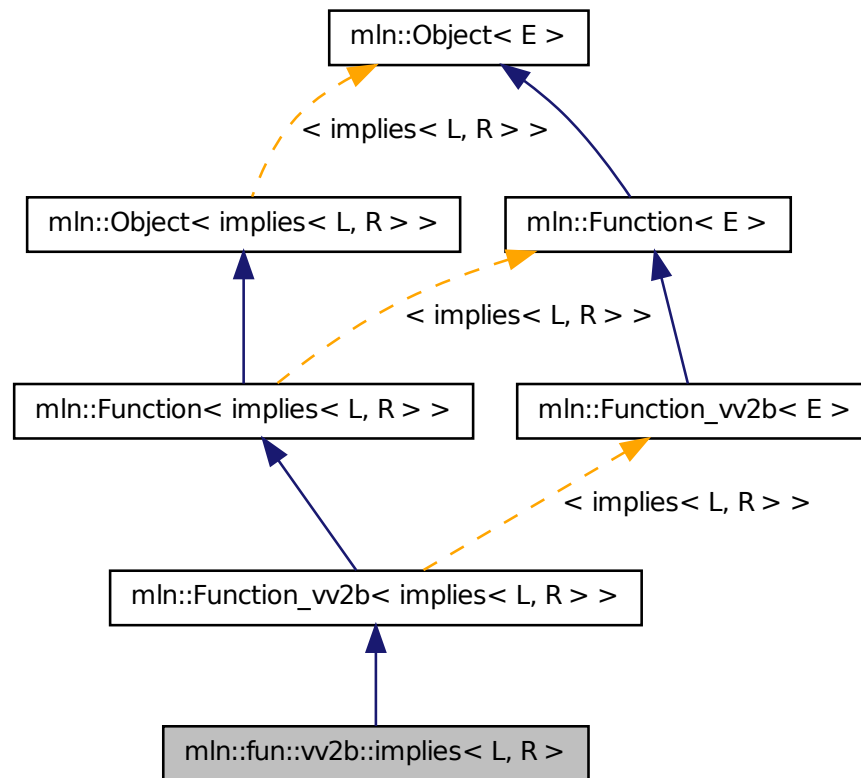 mln::Object< E >
< implies< L, R > >
mln::Object< implies< L, R > >
mln::Function< E >
< implies< L, R > >
mln::Function< implies< L, R > >
mln::Function_vv2b< E >
< implies< L, R > >
mln::Function_vv2b< implies< L, R > >
mln::fun::vv2b::implies< L, R >